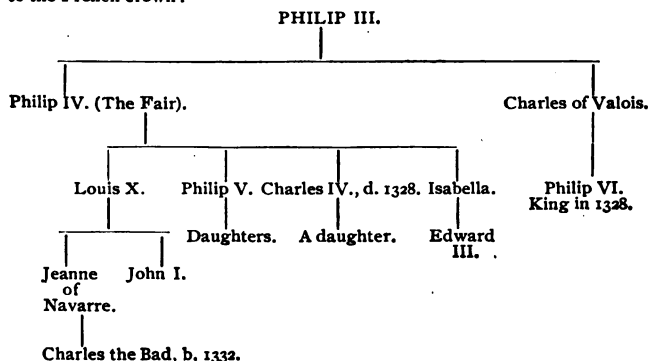 to the French crown :
PHILIP III.
Philip IV. (The Fair). Charles of Valois.
Louis X. Philip V. Charles IV., d. 1328. Isabella. Philip VI.
King in 1328.
Daughters. A daughter. Edward
III.
Jeanne John I.
of
Navarre.
Charles the Bad, b. 1332.